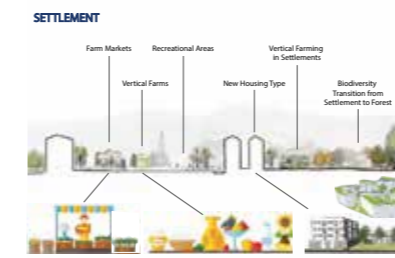 SETTLEMENT
Farm Markets
Recreational Areas
Vertical Farming
in Settlements
Vertical Farms
New Housing Type
Biodiversity
Transition from
Settlement to Forest